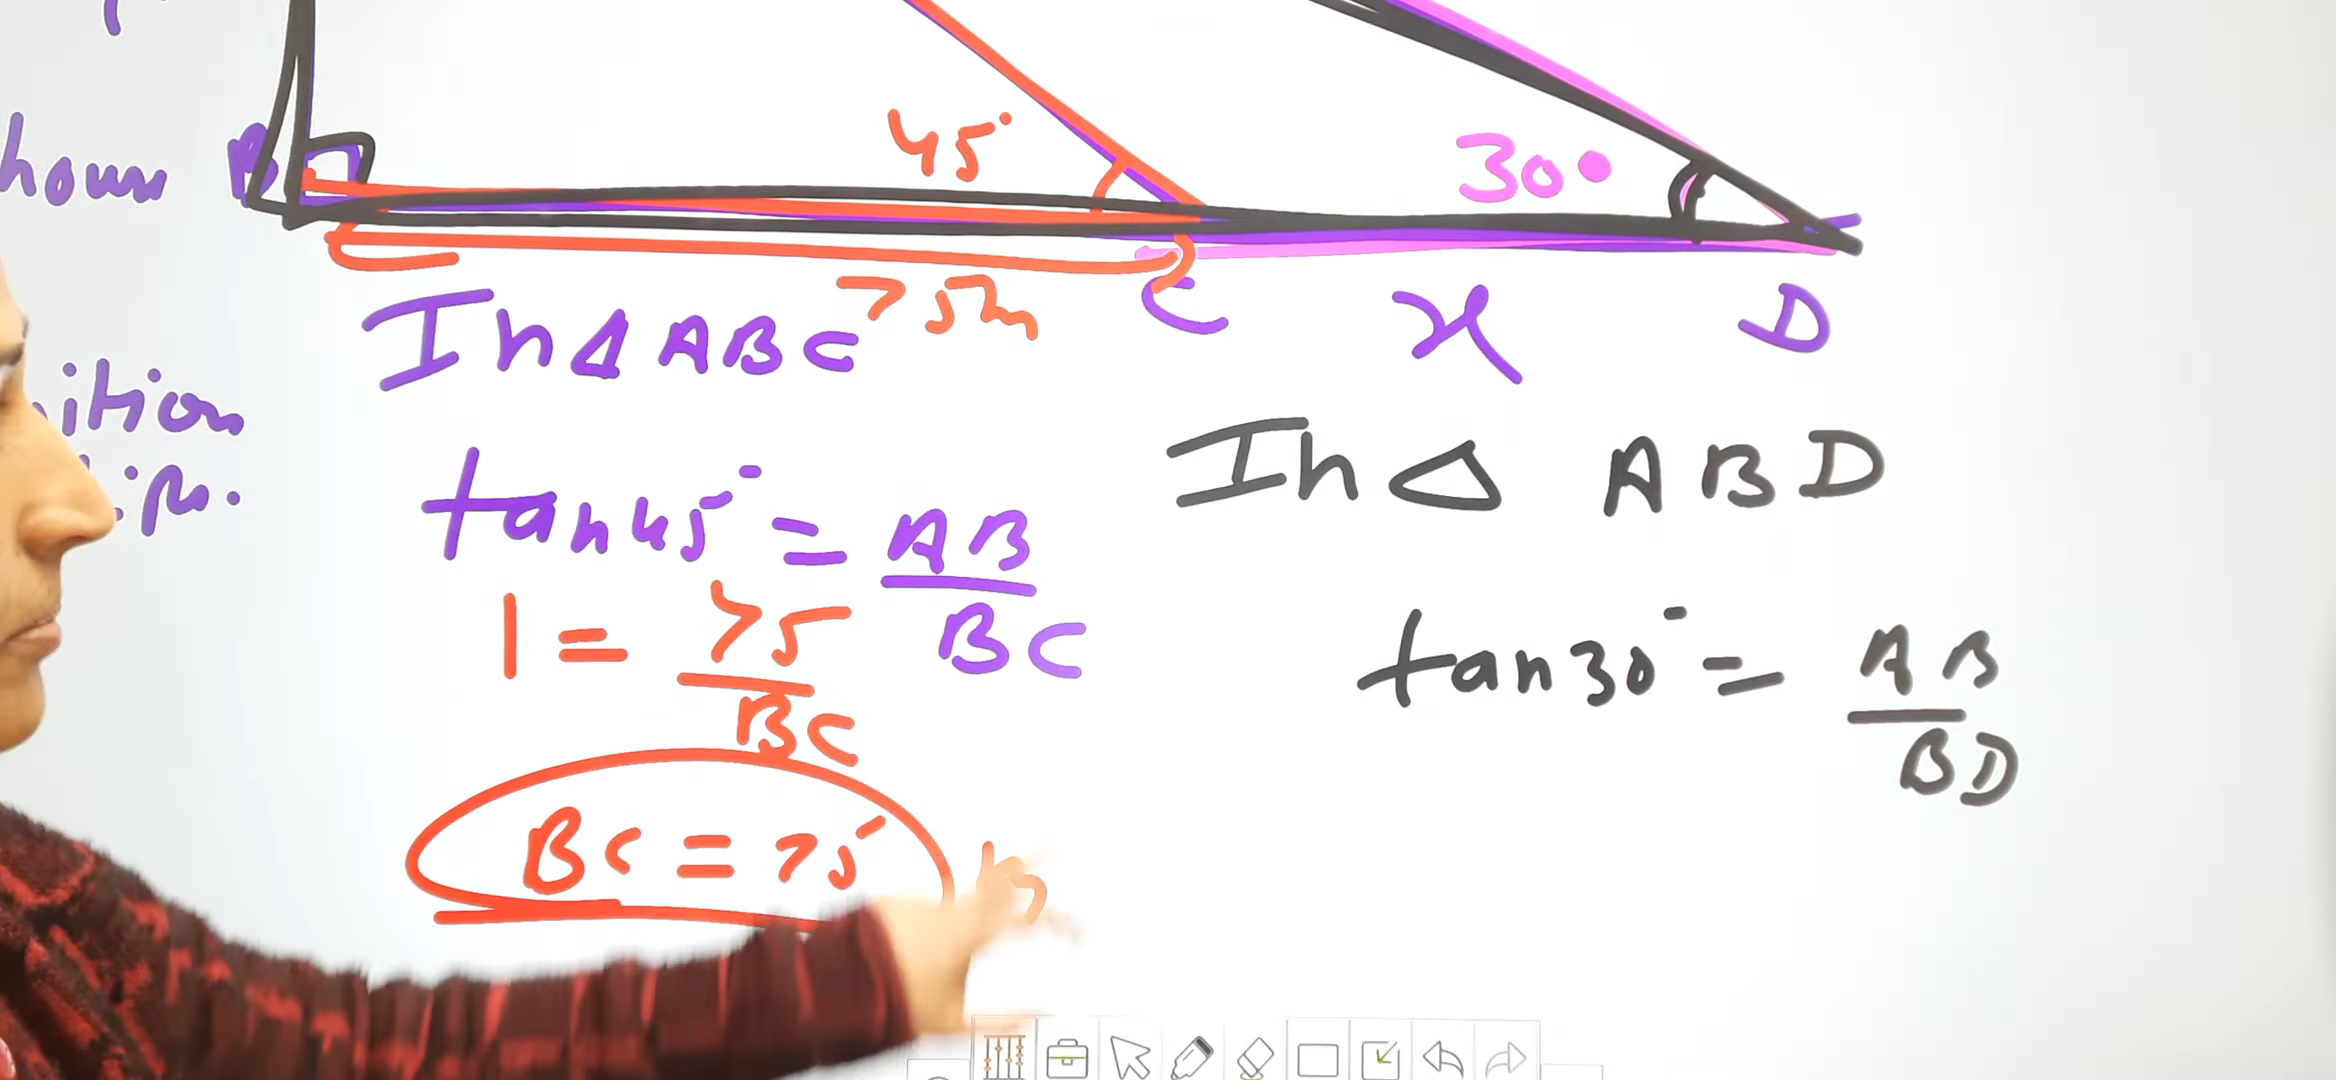 45°
30°
B
75m
C
x
D
In Δ ABC
tan45° = AB/BC
1 = 75/BC
BC = 75
In Δ ABD
tan30° = AB/BD